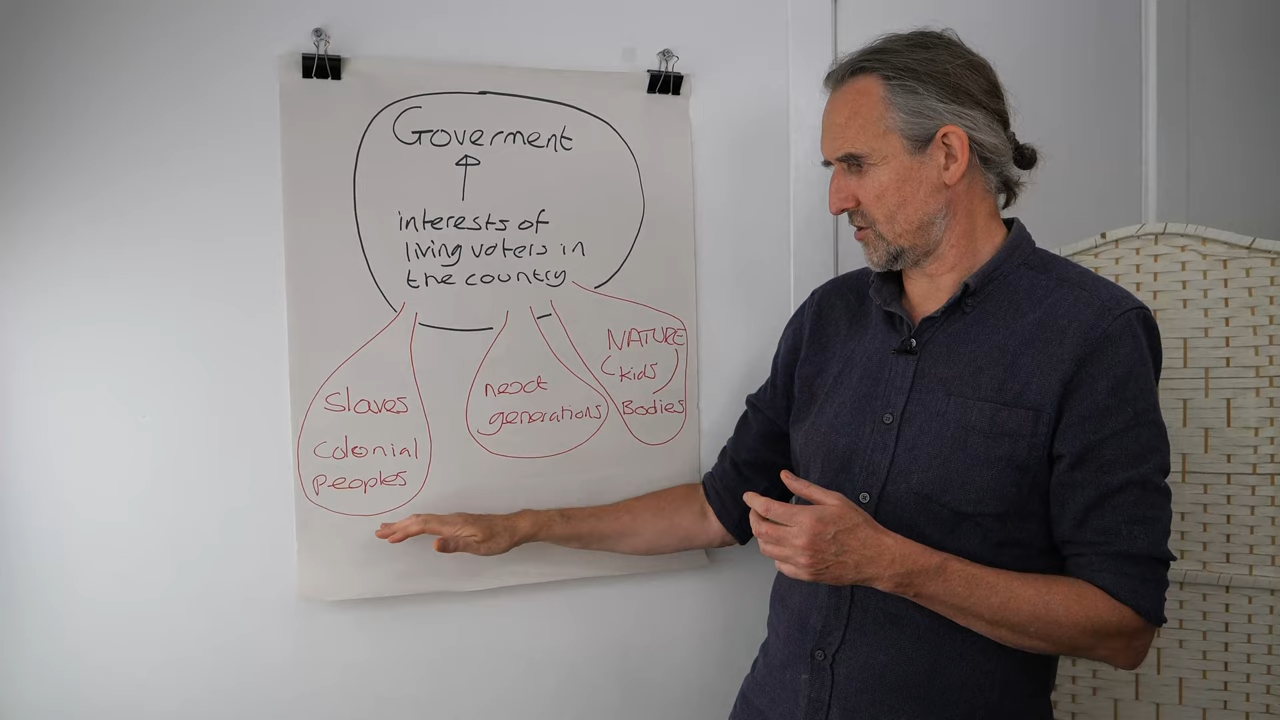 Goverment
interests of
living voters in
the country
Slaves
colonial
peoples
next
generations
NATURE
kids
Bodies